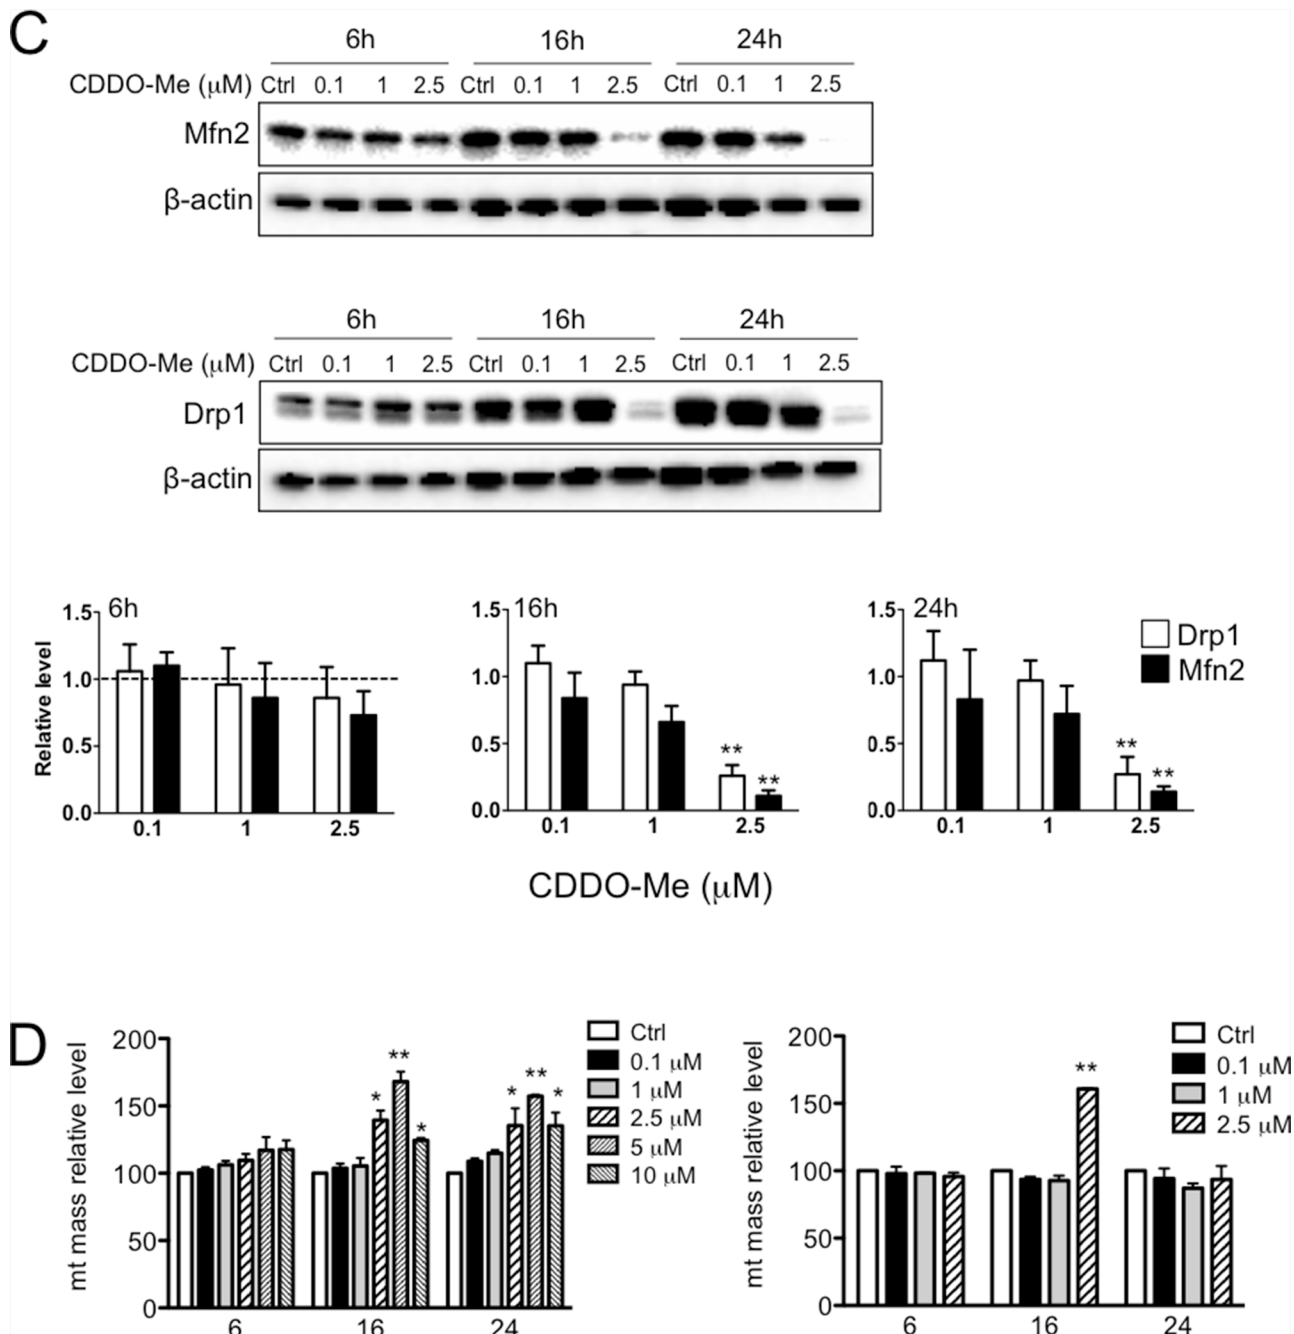 C
6h 16h 24h
CDDO-Me (μM) Ctrl 0.1 1 2.5 Ctrl 0.1 1 2.5 Ctrl 0.1 1 2.5
Mfn2
β-actin
6h 16h 24h
CDDO-Me (μM) Ctrl 0.1 1 2.5 Ctrl 0.1 1 2.5 Ctrl 0.1 1 2.5
Drp1
β-actin
Relative level
1.5
1.0
0.5
0.0
6h
0.1 1 2.5
1.5
1.0
0.5
0.0
16h
** **
0.1 1 2.5
1.5
1.0
0.5
0.0
24h
** **
0.1 1 2.5
Drp1
Mfn2
CDDO-Me (μM)
D
mt mass relative level
200
150
100
50
0
* ** *
* ** *
6 16 24
Ctrl
0.1 μM
1 μM
2.5 μM
5 μM
10 μM
mt mass relative level
200
150
100
50
0
**
6 16 24
Ctrl
0.1 μM
1 μM
2.5 μM